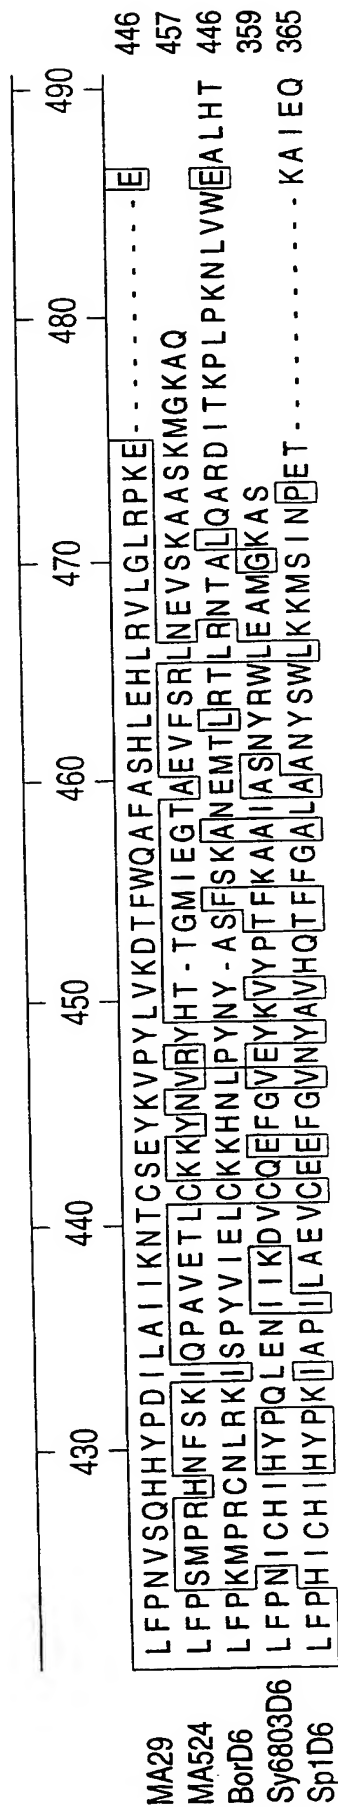 430 440 450 460 470 480 490
MA29 LFPNVSQHHYPDILAIIKNTCSEYKVPYLVKDTFWQAFASHLEHLRVLGLRPKE-----------E 446
MA524 LFPSMPRHNFSKIQPAVETLCKKYNVRYHT-TGMIEGTAEVFSRLNEVSKAASKMGKAQ 457
BorD6 LFPKMPRCNLRKISPYVIELCKKHNLPYNY-ASFSKANEMTLRTLRNTALQARDITKPLPKNLVWEALHT 446
Sy6803D6 LFPNICHIHYPQLENIIKDVCQEFGVEYKVYPTFKAAIASNYRWLEAMGKAS 359
Sp1D6 LFPHICHIHYPKIAPILAEVCEEFGVNYAVHQTFFGALAANYSWLKKMSINPET-----------KAIEQ 365